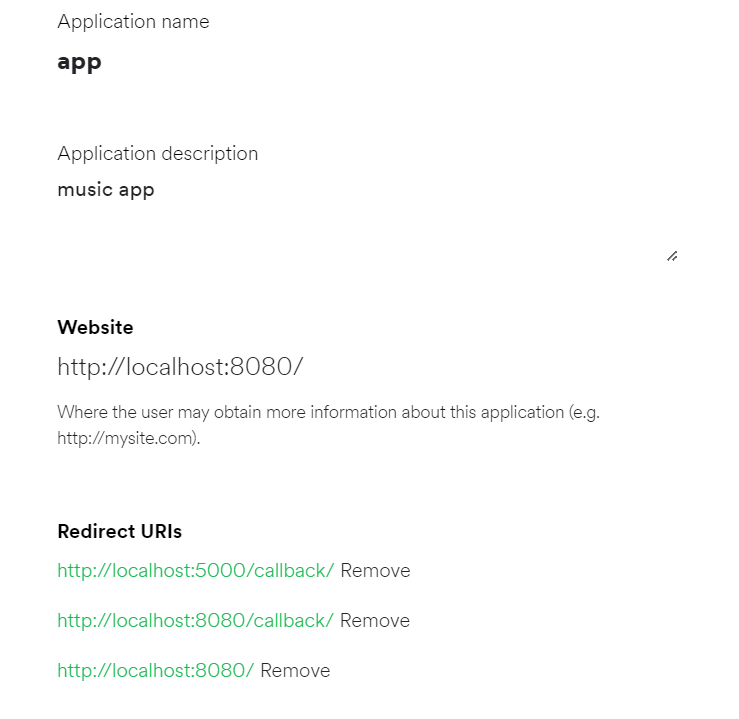 Application name
app
Application description
music app
Website
http://localhost:8080/
Where the user may obtain more information about this application (e.g.
http://mysite.com).
Redirect URIs
http://localhost:5000/callback/ Remove
http://localhost:8080/callback/ Remove
http://localhost:8080/ Remove